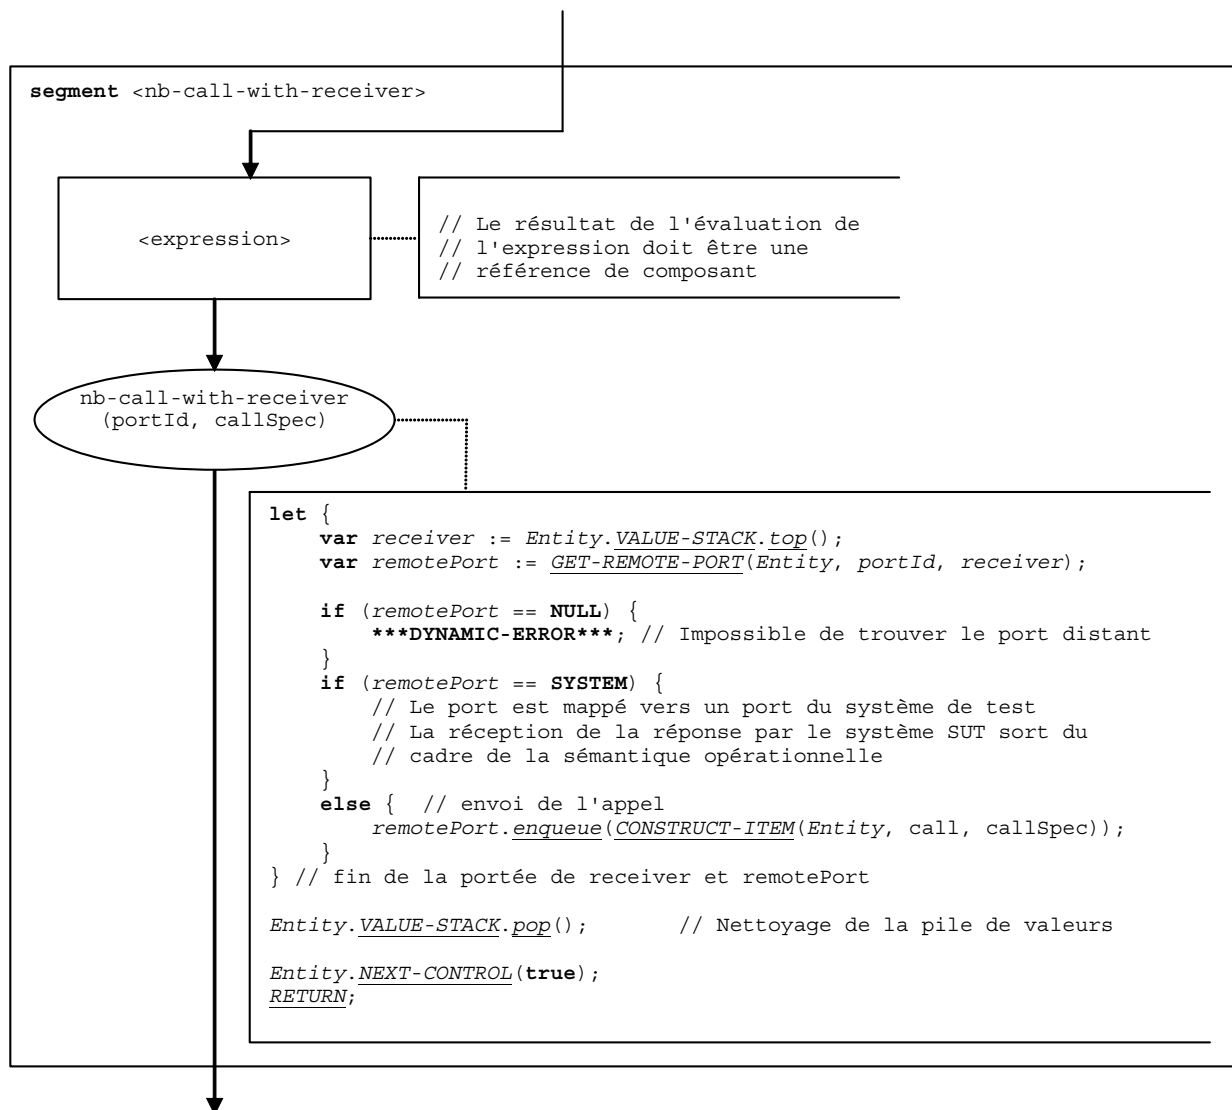 segment <nb-call-with-receiver>
<expression>
// Le résultat de l'évaluation de
// l'expression doit être une
// référence de composant
nb-call-with-receiver
(portId, callSpec)
let {
var receiver := Entity.VALUE-STACK.top();
var remotePort := GET-REMOTE-PORT(Entity, portId, receiver);
if (remotePort == NULL) {
***DYNAMIC-ERROR***; // Impossible de trouver le port distant
}
if (remotePort == SYSTEM) {
// Le port est mappé vers un port du système de test
// La réception de la réponse par le système SUT sort du
// cadre de la sémantique opérationnelle
}
else { // envoi de l'appel
remotePort.enqueue(CONSTRUCT-ITEM(Entity, call, callSpec));
}
} // fin de la portée de receiver et remotePort
Entity.VALUE-STACK.pop(); // Nettoyage de la pile de valeurs
Entity.NEXT-CONTROL(true);
RETURN;